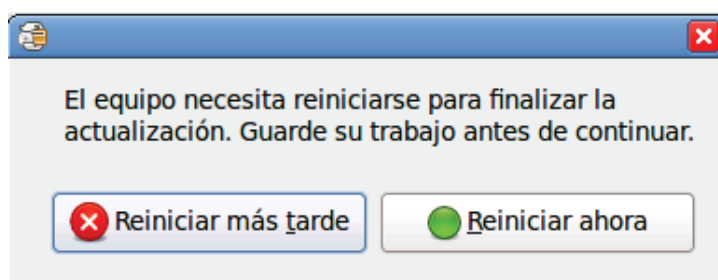 El equipo necesita reiniciarse para finalizar la
actualización. Guarde su trabajo antes de continuar.
Reiniciar más tarde
Reiniciar ahora